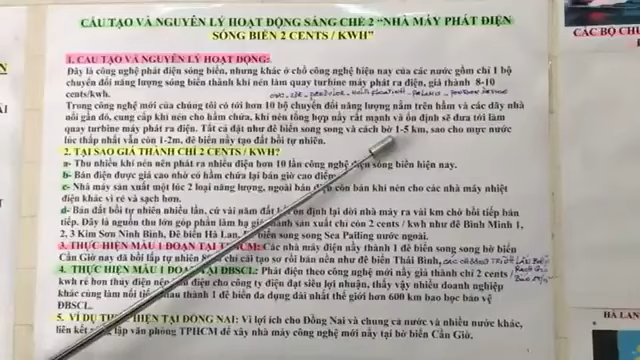 CẤU TẠO VÀ NGUYÊN LÝ HOẠT ĐỘNG SÁNG CHẾ 2 "NHÀ MÁY PHÁT ĐIỆN
SÓNG BIỂN 2 CENTS / KWH"
1. CẤU TẠO VÀ NGUYÊN LÝ HOẠT ĐỘNG:
Đây là công nghệ phát điện sóng biển, nhưng khác ở chỗ công nghệ hiện nay của các nước gồm chỉ 1 bộ
chuyển đổi năng lượng sóng biển thành khí nén làm quay turbine máy phát ra điện, giá thành 8-10
cents/kwh.
Trong công nghệ mới của chúng tôi có tới hơn 10 bộ chuyển đổi năng lượng nằm trên hầm và các dãy nhà
nối gần đó, cung cấp khí nén cho hầm chứa, khí nén tổng hợp nầy rất mạnh và ổn định sẽ đưa tới làm
quay turbine máy phát ra điện. Tất cả đặt như đê biển song song và cách bờ 1-5 km, sao cho mực nước
lúc thấp nhất vẫn còn 1-2m, đê biển nầy tạo đất bồi tự nhiên.
2. TẠI SAO GIÁ THÀNH CHỈ 2 CENTS / KWH?
a- Thu nhiều khí nén nên phát ra nhiều điện hơn 10 lần công nghệ điện sóng biển hiện nay.
b- Bán điện được giá cao nhờ có hầm chứa lại bán giờ cao điểm.
c- Nhà máy sản xuất một lúc 2 loại năng lượng, ngoài bán điện còn bán khí nén cho các nhà máy nhiệt
điện khác vì rẻ và sạch hơn.
d- Bán đất bồi tự nhiên nhiều lần, cứ vài năm đất ổn định lại dời nhà máy ra vài km chờ bồi tiếp bán
tiếp. Đây là nguồn thu lớn góp phần làm hạ giá thành sản xuất chỉ còn 2 cents / kwh như đê Bình Minh 1,
2, 3 Kim Sơn Ninh Bình, Đê biển Hà Lan, Đê biển song song Sea Palling nước ngoài.
3. THỰC HIỆN MẪU 1 ĐOẠN TẠI TPHCM: Các nhà máy điện nầy thành 1 đê biển song song bờ biển
Cần Giờ nay đã bồi lấp tự nhiên chỉ cải tạo sơ rồi bán nền như đê biển Thái Bình,
4. THỰC HIỆN MẪU 1 ĐOẠN TẠI ĐBSCL: Phát điện theo công nghệ mới nầy giá thành chỉ 2 cents /
kwh rẻ hơn thủy điện nên bán điện cho công ty điện đạt siêu lợi nhuận, thấy vậy nhiều doanh nghiệp
khác cùng làm nối tiếp nhau thành 1 đê biển đa dụng dài nhất thế giới hơn 600 km bao bọc bảo vệ
ĐBSCL.
5. VÍ DỤ THỰC HIỆN TẠI ĐỒNG NAI: Vì lợi ích cho Đồng Nai và chung cả nước và nhiều nước khác,
liên kết lập văn phòng TPHCM để xây nhà máy công nghệ mới nầy tại bờ biển Cần Giờ.
CÁC BỘ CHU
HÀ LAN